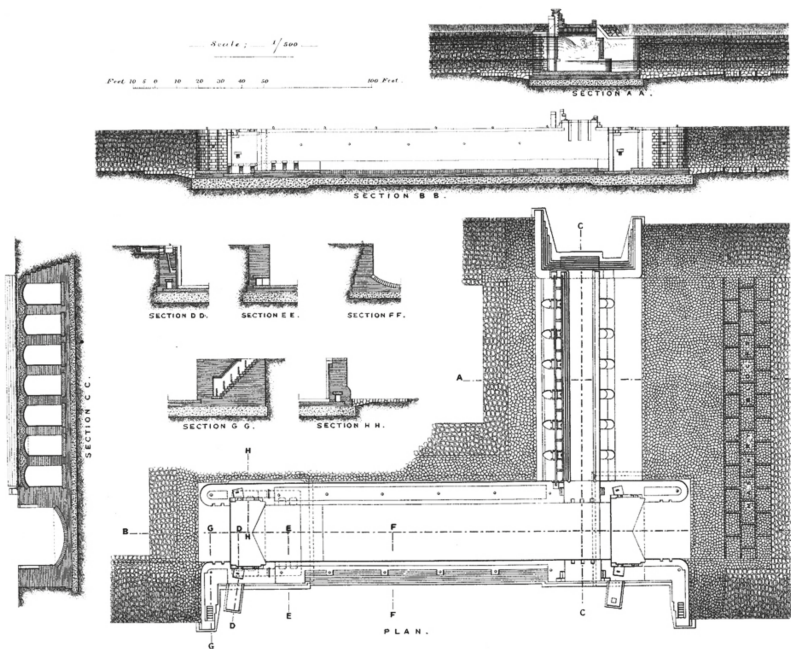 Scale ; 1/500
Feet 10 5 0 10 20 30 40 50 100 Feet.
SECTION A A.
SECTION B B.
SECTION C C.
SECTION D D.
SECTION E E.
SECTION F F.
SECTION G G.
SECTION H H.
C
A
H
B
G
D
H
E
F
D
E
F
C
G
PLAN.